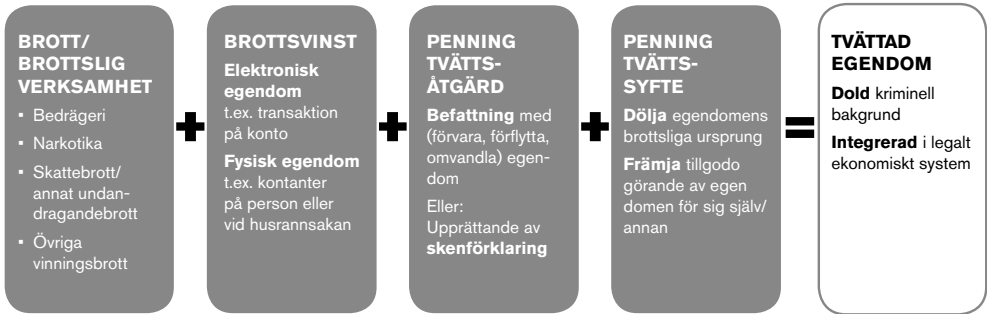 BROTT/
BROTTSLIG
VERKSAMHET
▪ Bedrägeri
▪ Narkotika
▪ Skattebrott/
annat undan-
dragandebrott
▪ Övriga
vinningsbrott
+
BROTTSVINST
Elektronisk
egendom
t.ex. transaktion
på konto
Fysisk egendom
t.ex. kontanter
på person eller
vid husrannsakan
+
PENNING
TVÄTTS-
ÅTGÄRD
Befattning med
(förvara, förflytta,
omvandla) egen-
dom
Eller:
Upprättande av
skenförklaring
+
PENNING
TVÄTTS-
SYFTE
Dölja egendomens
brottsliga ursprung
Främja tillgodo
görande av egen
domen för sig själv/
annan
=
TVÄTTAD
EGENDOM
Dold kriminell
bakgrund
Integrerad i legalt
ekonomiskt system